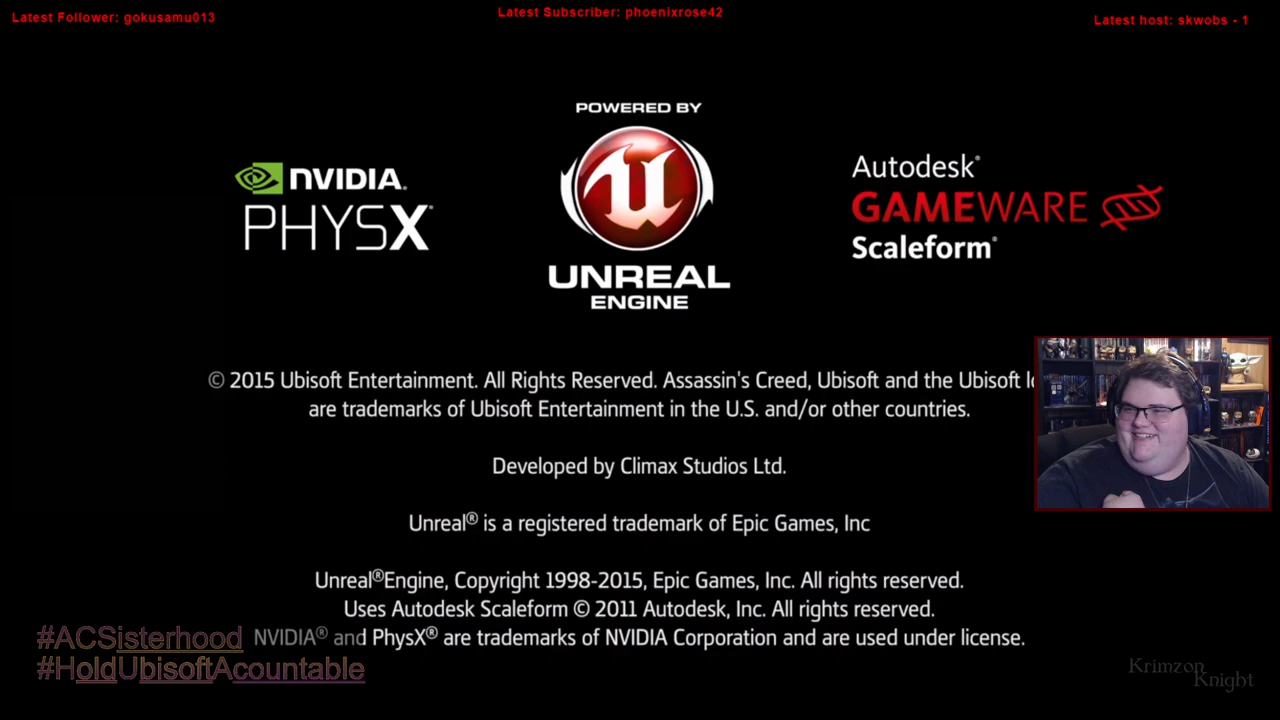 Latest Follower: gokusamu013
Latest Subscriber: phoenixrose42
Latest host: skwobs - 1
POWERED BY
UNREAL
ENGINE
NVIDIA.
PHYSX®
Autodesk®
GAMEWARE
Scaleform®
© 2015 Ubisoft Entertainment. All Rights Reserved. Assassin's Creed, Ubisoft and the Ubisoft
are trademarks of Ubisoft Entertainment in the U.S. and/or other countries.
Developed by Climax Studios Ltd.
Unreal® is a registered trademark of Epic Games, Inc
Unreal®Engine, Copyright 1998-2015, Epic Games, Inc. All rights reserved.
Uses Autodesk Scaleform © 2011 Autodesk, Inc. All rights reserved.
NVIDIA® and PhysX® are trademarks of NVIDIA Corporation and are used under license.
#ACSisterhood
#HoldUbisoftAcountable
Krimzon
Knight